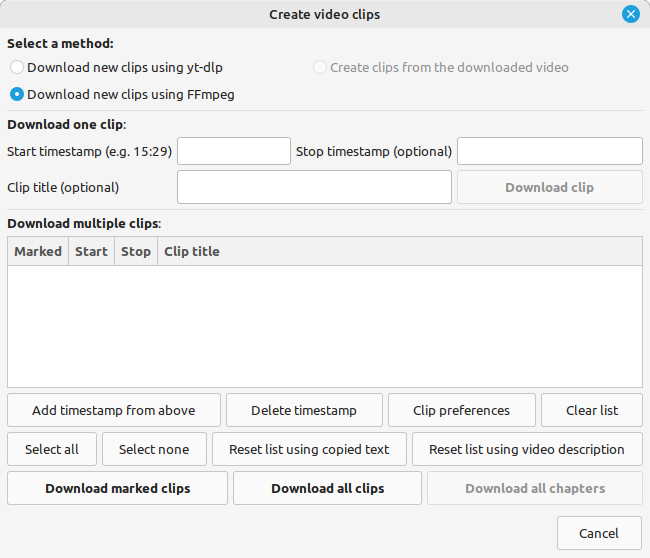 Create video clips
Select a method:
Download new clips using yt-dlp
Create clips from the downloaded video
Download new clips using FFmpeg
Download one clip:
Start timestamp (e.g. 15:29)
Stop timestamp (optional)
Clip title (optional)
Download clip
Download multiple clips:
Marked Start Stop Clip title
Add timestamp from above
Delete timestamp
Clip preferences
Clear list
Select all
Select none
Reset list using copied text
Reset list using video description
Download marked clips
Download all clips
Download all chapters
Cancel